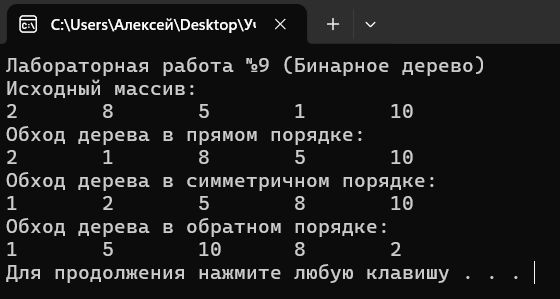 C:\Users\Алексей\Desktop\Уч
Лабораторная работа №9 (Бинарное дерево)
Исходный массив:
2 8 5 1 10
Обход дерева в прямом порядке:
2 1 8 5 10
Обход дерева в симметричном порядке:
1 2 5 8 10
Обход дерева в обратном порядке:
1 5 10 8 2
Для продолжения нажмите любую клавишу . . .